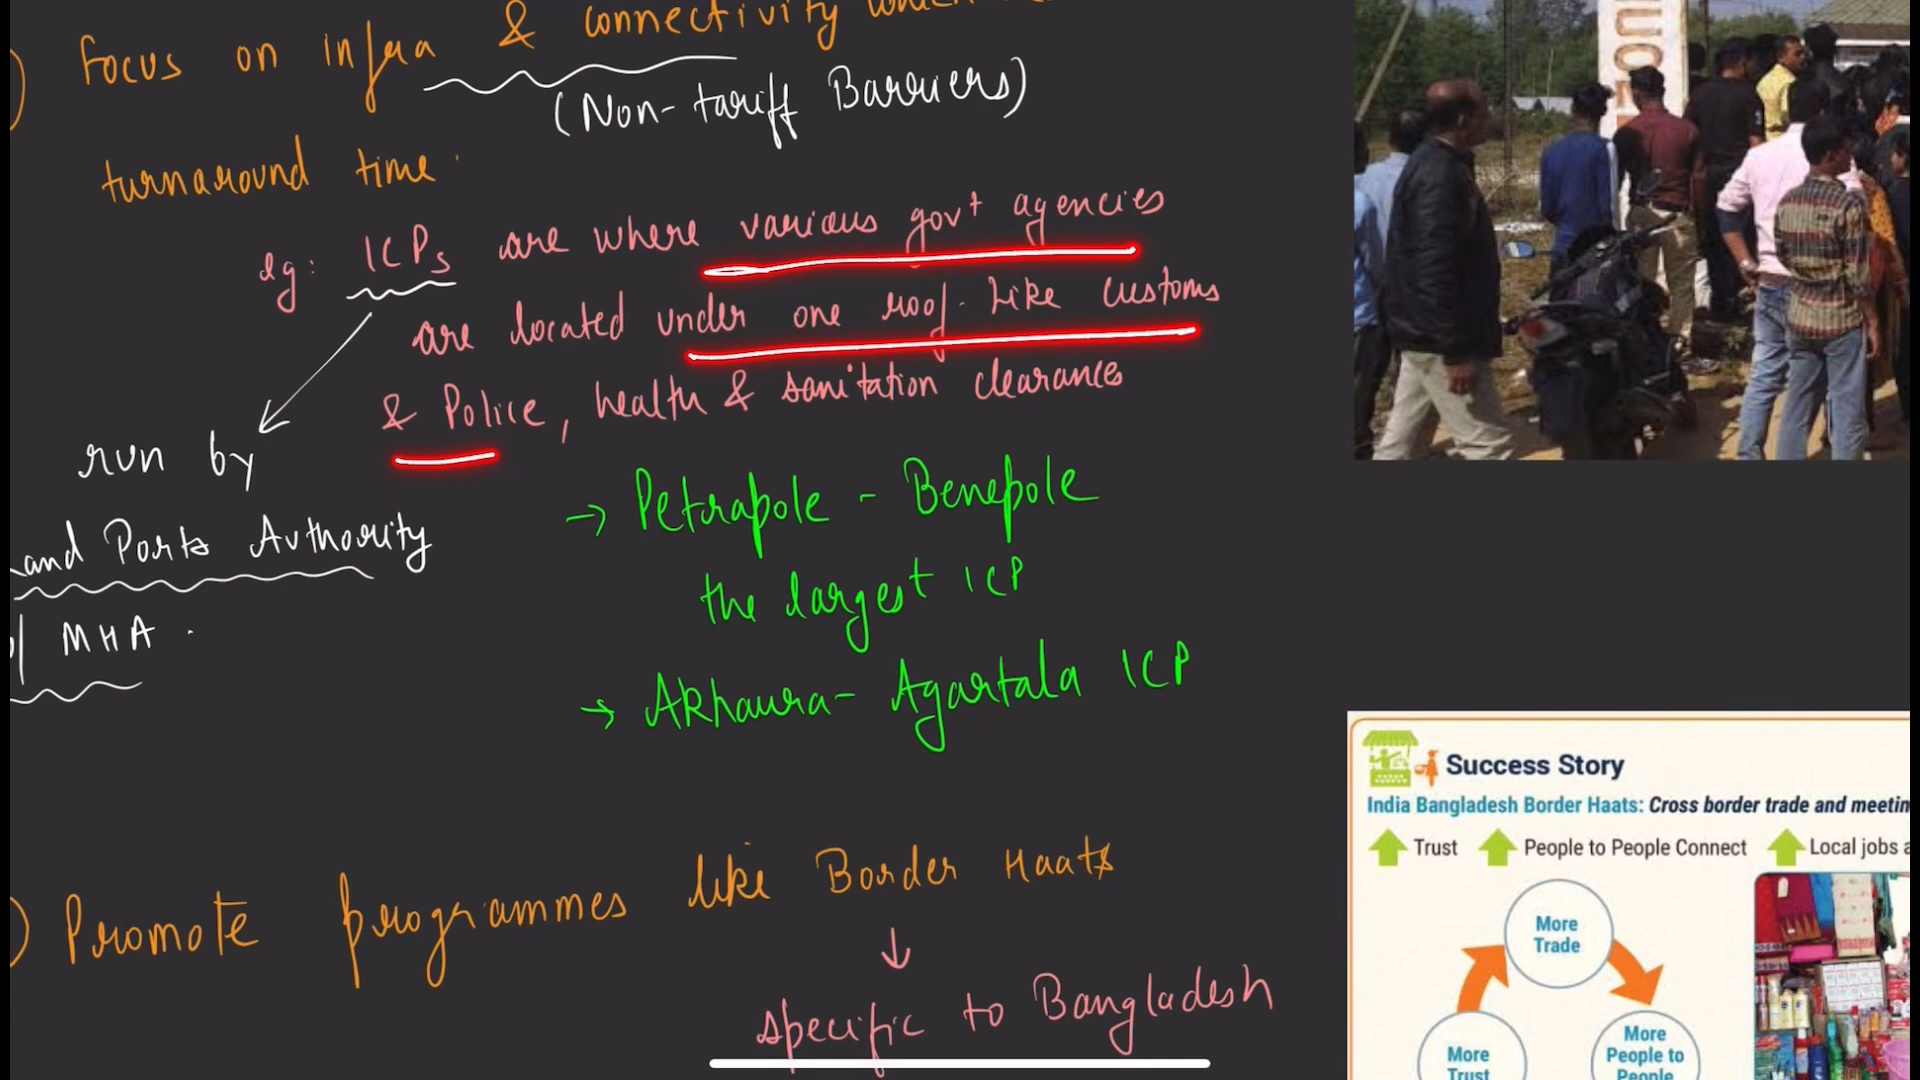 ) Focus on infra & connectivity
(Non-tariff Barriers)
turnaround time.
eg: ICPs are where various govt agencies
are located under one roof. Like customs
& Police, health & sanitation clearances
run by
and Ports Authority
of MHA.
→ Petrapole - Benepole
the largest ICP
→ Akhaura- Agartala ICP
) Promote programmes like Border Haats
↓
specific to Bangladesh
Success Story
India Bangladesh Border Haats: Cross border trade and meetin
Trust
People to People Connect
Local jobs a
More
Trade
More
Trust
More
People to
People